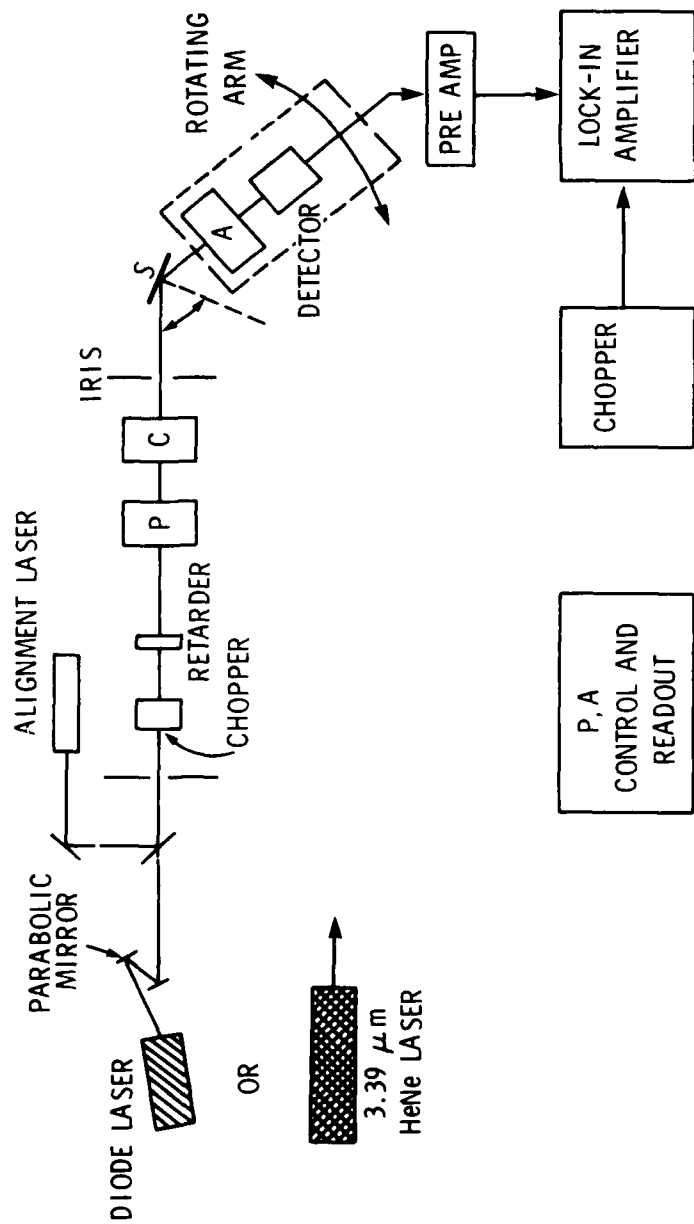 DIODE LASER
PARABOLIC
MIRROR
OR
3.39 μm
HeNe LASER
ALIGNMENT LASER
CHOPPER
RETARDER
P
C
IRIS
S
A
DETECTOR
ROTATING
ARM
PRE AMP
LOCK-IN
AMPLIFIER
CHOPPER
P, A
CONTROL AND
READOUT